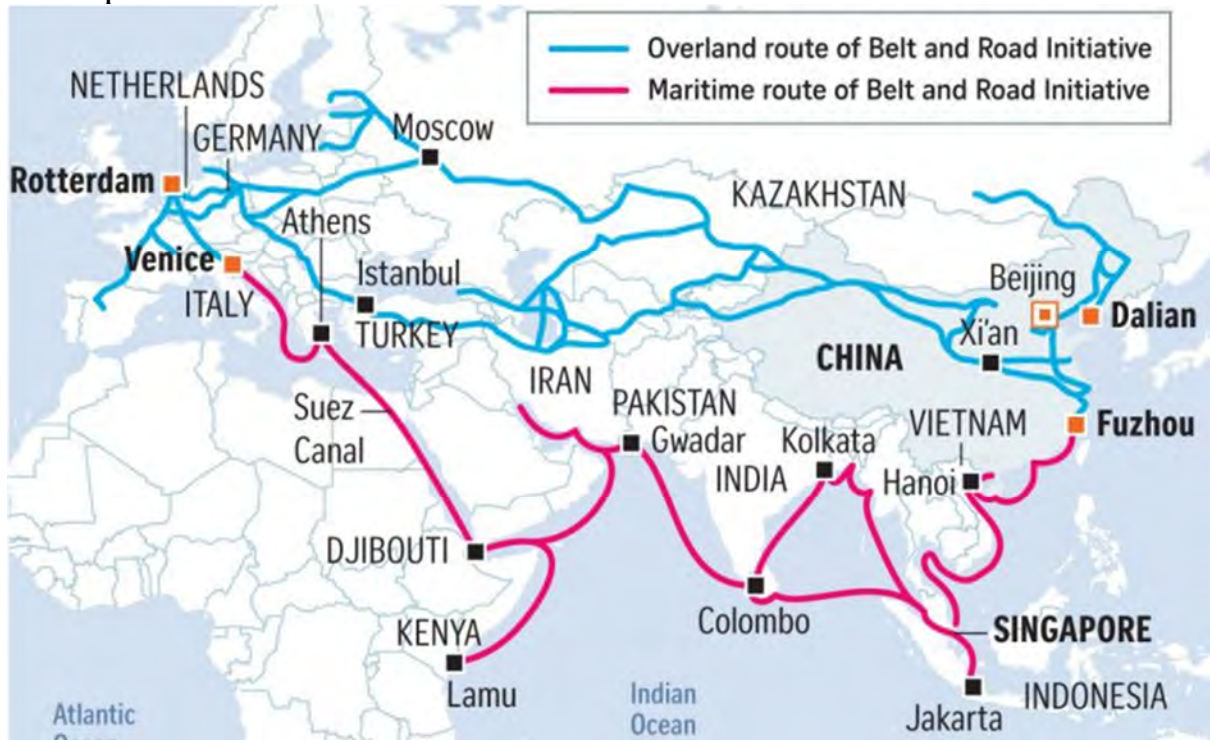 Overland route of Belt and Road Initiative
Maritime route of Belt and Road Initiative
NETHERLANDS
GERMANY
Moscow
Rotterdam
KAZAKHSTAN
Athens
Venice
Istanbul
Beijing
ITALY
TURKEY
Xi'an
Dalian
CHINA
IRAN
Suez
Canal
PAKISTAN
Gwadar
Kolkata
VIETNAM
Fuzhou
INDIA
Hanoi
DJIBOUTI
Colombo
KENYA
SINGAPORE
Lamu
Indian
Ocean
INDONESIA
Jakarta
Atlantic